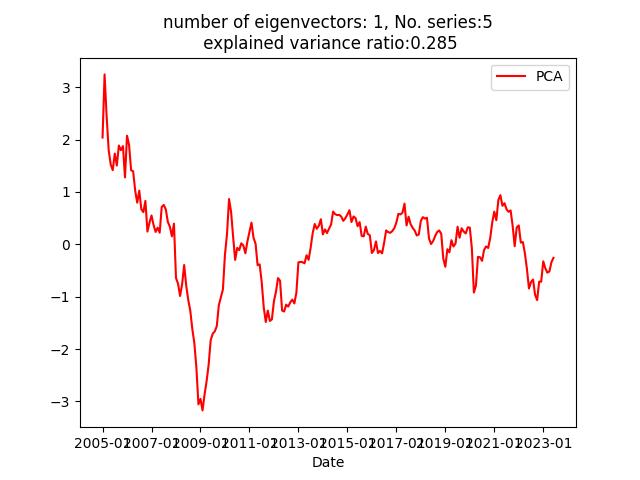 number of eigenvectors: 1, No. series:5
explained variance ratio:0.285
PCA
3
2
1
0
−1
−2
−3
2005-01 2007-01 2009-01 2011-01 2013-01 2015-01 2017-01 2019-01 2021-01 2023-01
Date